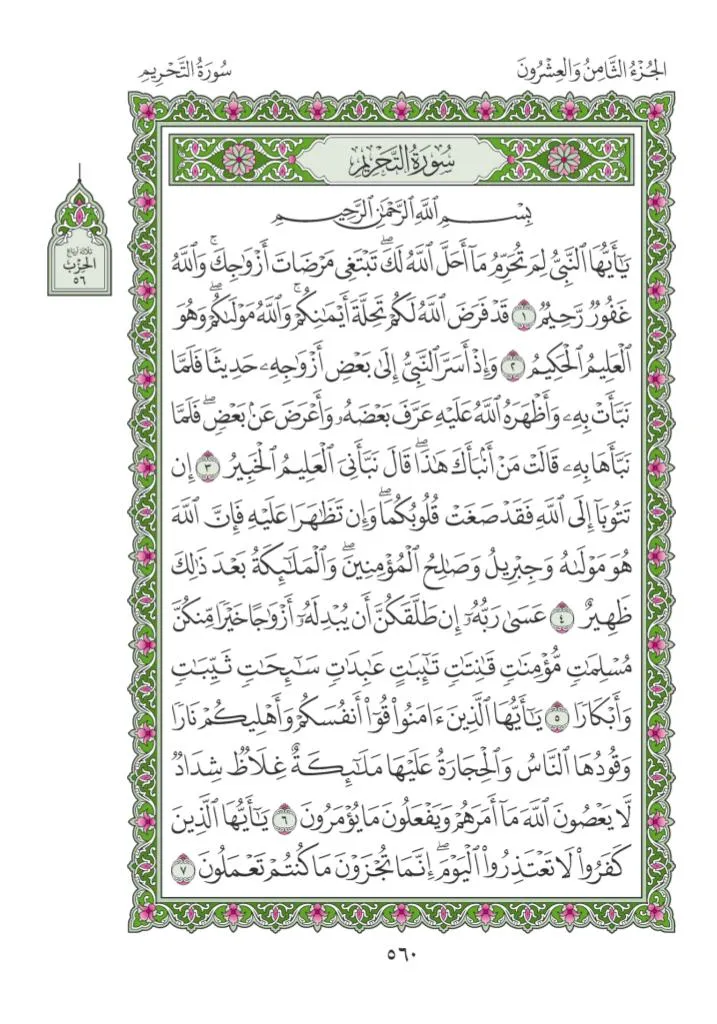 الجُزْءُ الثَّامِنُ وَالعِشْرُونَ
سُورَةُ التَّحْرِيمِ
سُورَةُ التَّحْرِيمِ
بِسْمِ ٱللَّهِ ٱلرَّحْمَٰنِ ٱلرَّحِيمِ
ثلاثة أرباع
الحِزْب
٥٦
يَٰٓأَيُّهَا ٱلنَّبِيُّ لِمَ تُحَرِّمُ مَآ أَحَلَّ ٱللَّهُ لَكَۖ تَبْتَغِي مَرْضَاتَ أَزْوَٰجِكَۚ وَٱللَّهُ
غَفُورٌ رَّحِيمٌ ١ قَدْ فَرَضَ ٱللَّهُ لَكُمْ تَحِلَّةَ أَيْمَٰنِكُمْۚ وَٱللَّهُ مَوْلَىٰكُمْۖ وَهُوَ
ٱلْعَلِيمُ ٱلْحَكِيمُ ٢ وَإِذْ أَسَرَّ ٱلنَّبِيُّ إِلَىٰ بَعْضِ أَزْوَٰجِهِۦ حَدِيثًا فَلَمَّا
نَبَّأَتْ بِهِۦ وَأَظْهَرَهُ ٱللَّهُ عَلَيْهِ عَرَّفَ بَعْضَهُۥ وَأَعْرَضَ عَنۢ بَعْضٍۖ فَلَمَّا
نَبَّأَهَا بِهِۦ قَالَتْ مَنْ أَنۢبَأَكَ هَٰذَاۖ قَالَ نَبَّأَنِيَ ٱلْعَلِيمُ ٱلْخَبِيرُ ٣ إِن
تَتُوبَآ إِلَى ٱللَّهِ فَقَدْ صَغَتْ قُلُوبُكُمَاۖ وَإِن تَظَٰهَرَا عَلَيْهِ فَإِنَّ ٱللَّهَ
هُوَ مَوْلَىٰهُ وَجِبْرِيلُ وَصَٰلِحُ ٱلْمُؤْمِنِينَۖ وَٱلْمَلَٰٓئِكَةُ بَعْدَ ذَٰلِكَ
ظَهِيرٌ ٤ عَسَىٰ رَبُّهُۥٓ إِن طَلَّقَكُنَّ أَن يُبْدِلَهُۥٓ أَزْوَٰجًا خَيْرًا مِّنكُنَّ
مُسْلِمَٰتٍ مُّؤْمِنَٰتٍ قَٰنِتَٰتٍ تَٰٓئِبَٰتٍ عَٰبِدَٰتٍ سَٰٓئِحَٰتٍ ثَيِّبَٰتٍ
وَأَبْكَارًا ٥ يَٰٓأَيُّهَا ٱلَّذِينَ ءَامَنُوا۟ قُوٓا۟ أَنفُسَكُمْ وَأَهْلِيكُمْ نَارًا
وَقُودُهَا ٱلنَّاسُ وَٱلْحِجَارَةُ عَلَيْهَا مَلَٰٓئِكَةٌ غِلَاظٌ شِدَادٌ
لَّا يَعْصُونَ ٱللَّهَ مَآ أَمَرَهُمْ وَيَفْعَلُونَ مَا يُؤْمَرُونَ ٦ يَٰٓأَيُّهَا ٱلَّذِينَ
كَفَرُوا۟ لَا تَعْتَذِرُوا۟ ٱلْيَوْمَۖ إِنَّمَا تُجْزَوْنَ مَا كُنتُمْ تَعْمَلُونَ ٧
٥٦٠